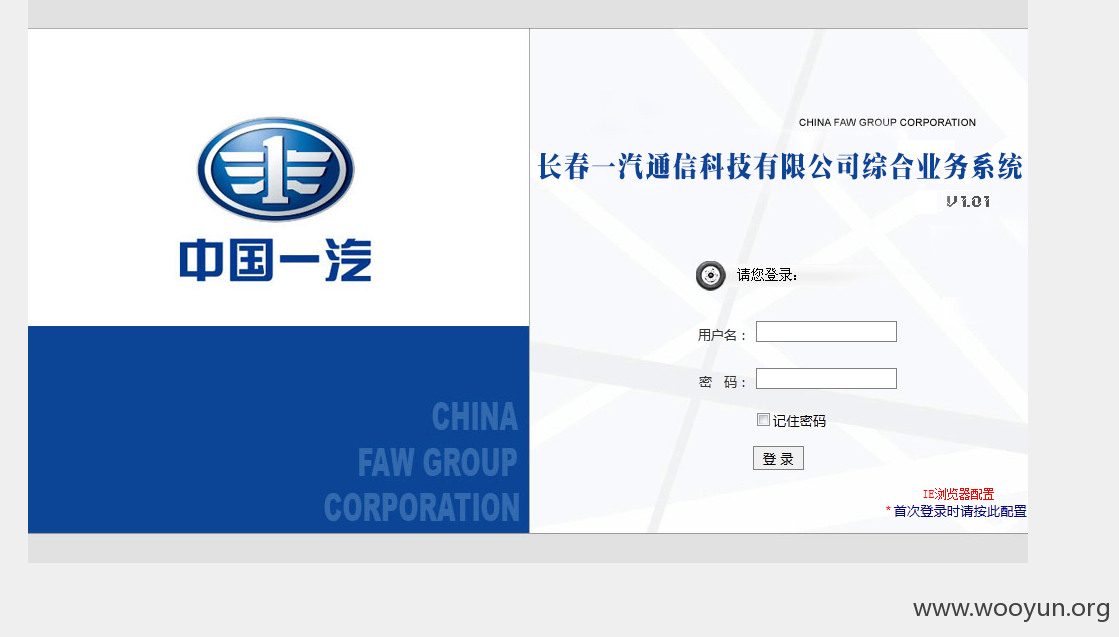 中国一汽
CHINA
FAW GROUP
CORPORATION
CHINA FAW GROUP CORPORATION
长春一汽通信科技有限公司综合业务系统
V1.01
请您登录：
用户名：
密 码：
记住密码
登 录
IE浏览器配置
*首次登录时请按此配置
www.wooyun.org